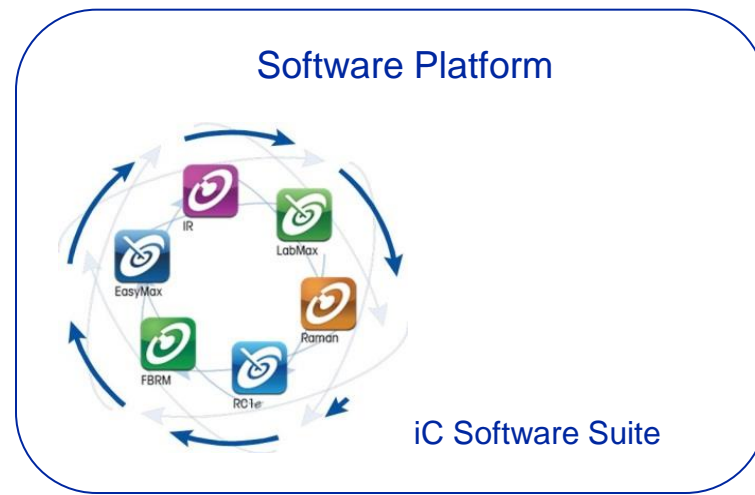 Software Platform
IR
LabMax
EasyMax
Raman
FBRM
RC1e
iC Software Suite